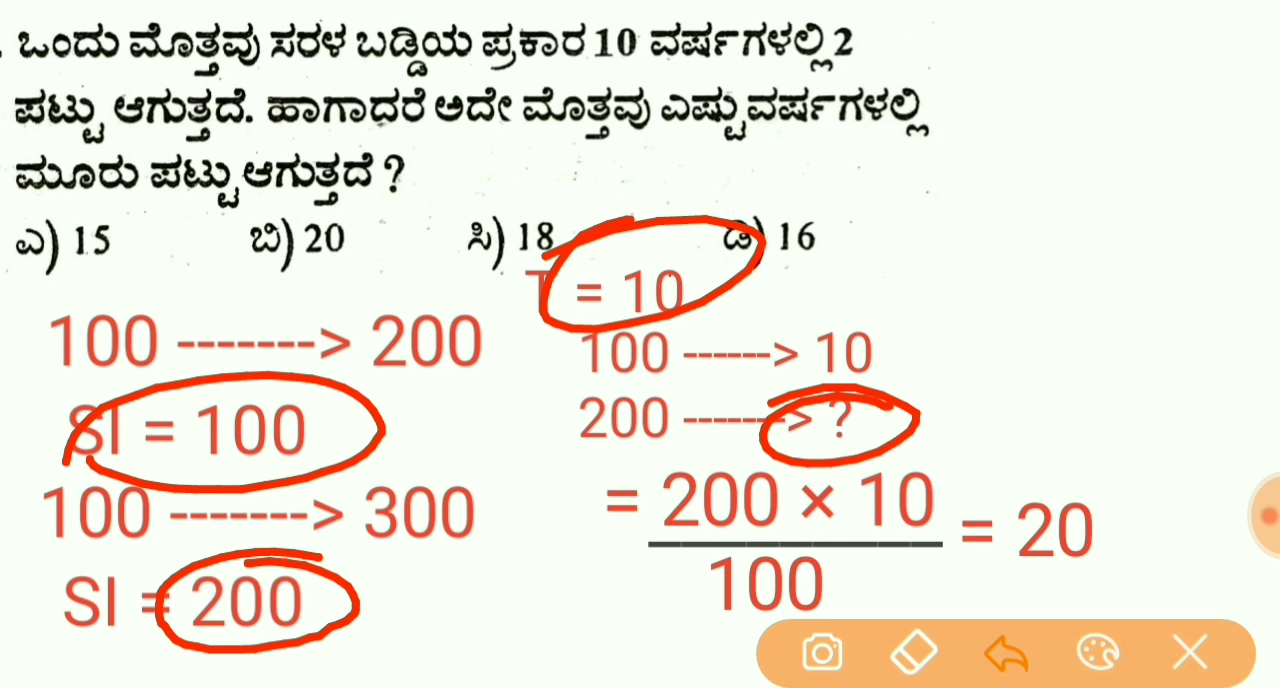 ಒಂದು ಮೊತ್ತವು ಸರಳ ಬಡ್ಡಿಯ ಪ್ರಕಾರ 10 ವರ್ಷಗಳಲ್ಲಿ 2
ಪಟ್ಟು ಆಗುತ್ತದೆ. ಹಾಗಾದರೆ ಅದೇ ಮೊತ್ತವು ಎಷ್ಟು ವರ್ಷಗಳಲ್ಲಿ
ಮೂರು ಪಟ್ಟು ಆಗುತ್ತದೆ ?
ಎ) 15 ಬಿ) 20 ಸಿ) 18 ಡಿ) 16
T = 10
100 -------> 200
SI = 100
100 -------> 300
SI = 200
100 ------> 10
200 -------> ?
= 200 × 10 = 20
100